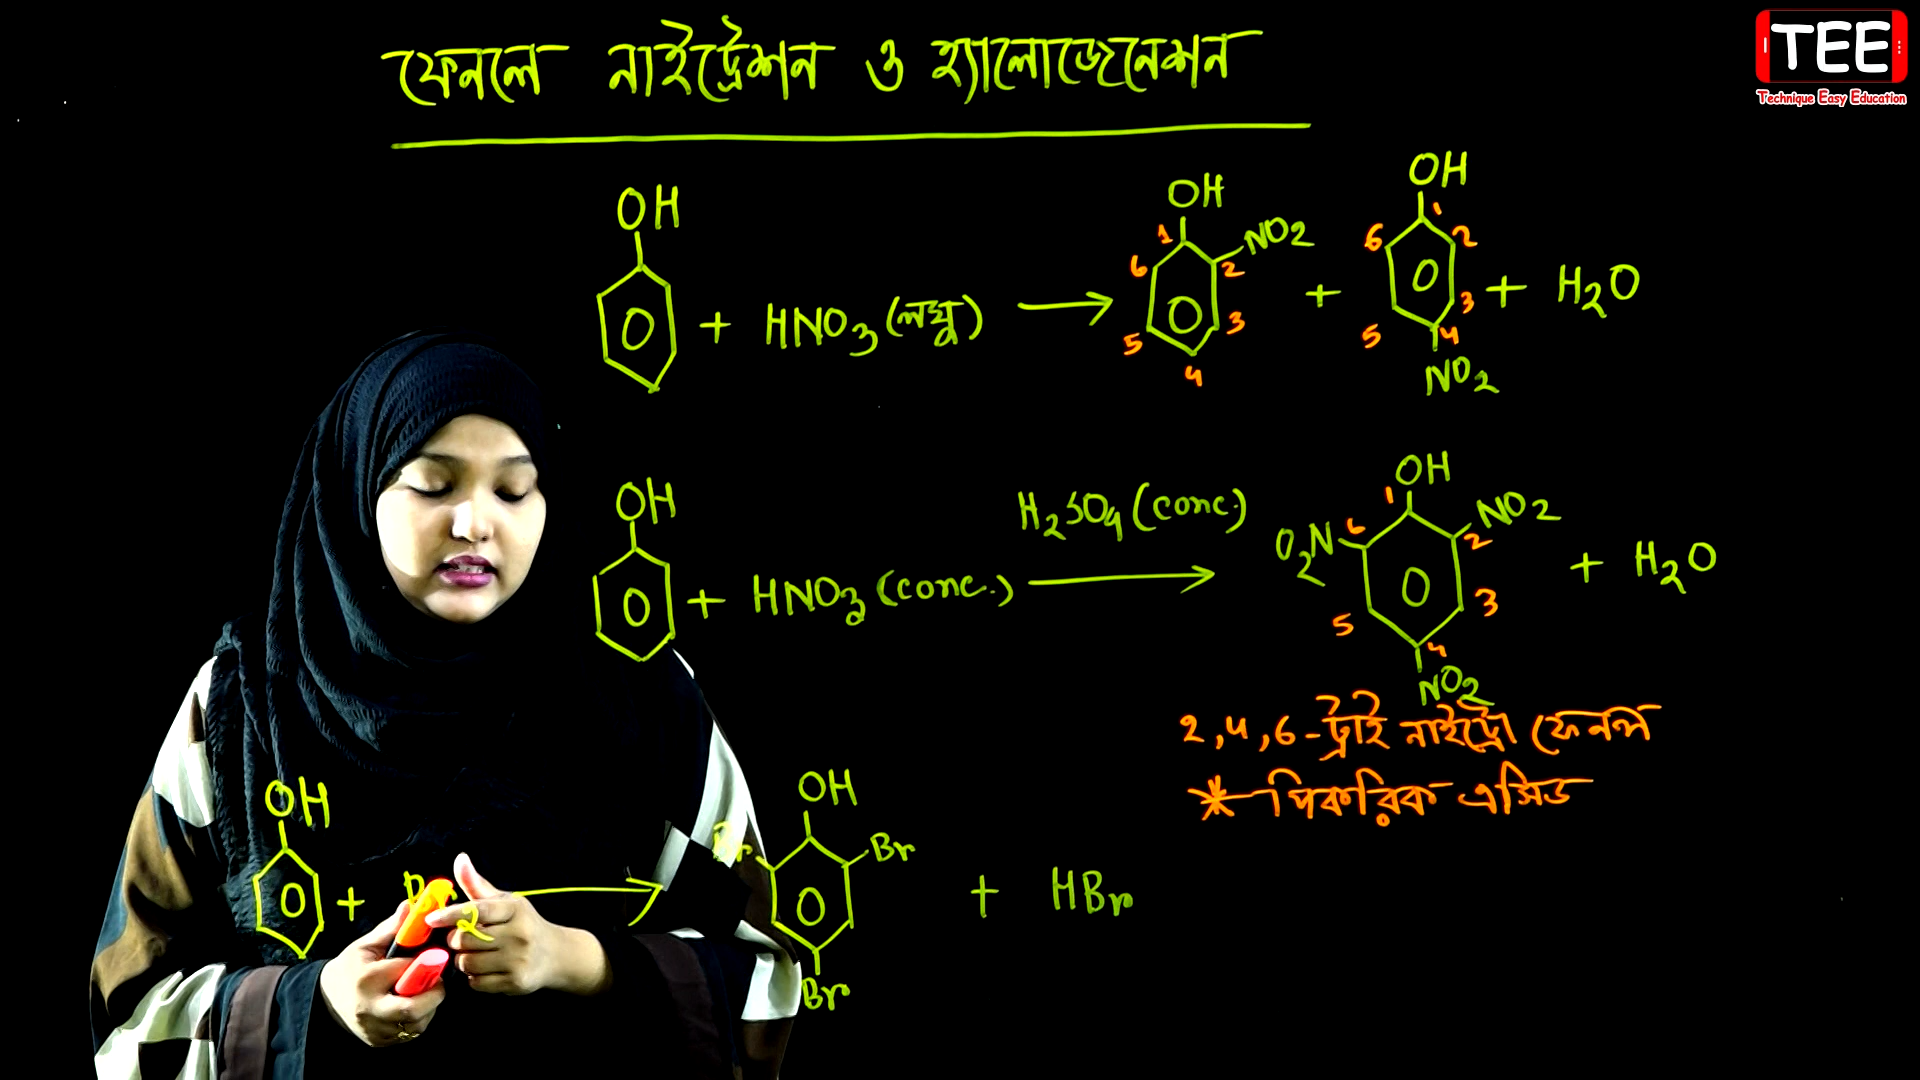 TEE
Technique Easy Education
ফেনলে নাইট্রেশন ও হ্যালোজেনেশন
OH + HNO3 (লঘু) → OH NO2 1 2 3 4 5 6 + OH NO2 1 2 3 4 5 6 + H2O
OH + HNO3 (conc.) H2SO4 (conc.) → OH NO2 NO2 O2N 1 2 3 4 5 6 + H2O
2,4,6-ট্রাই নাইট্রো ফেনল
* পিকরিক এসিড
OH + 2 → OH Br Br + HBr